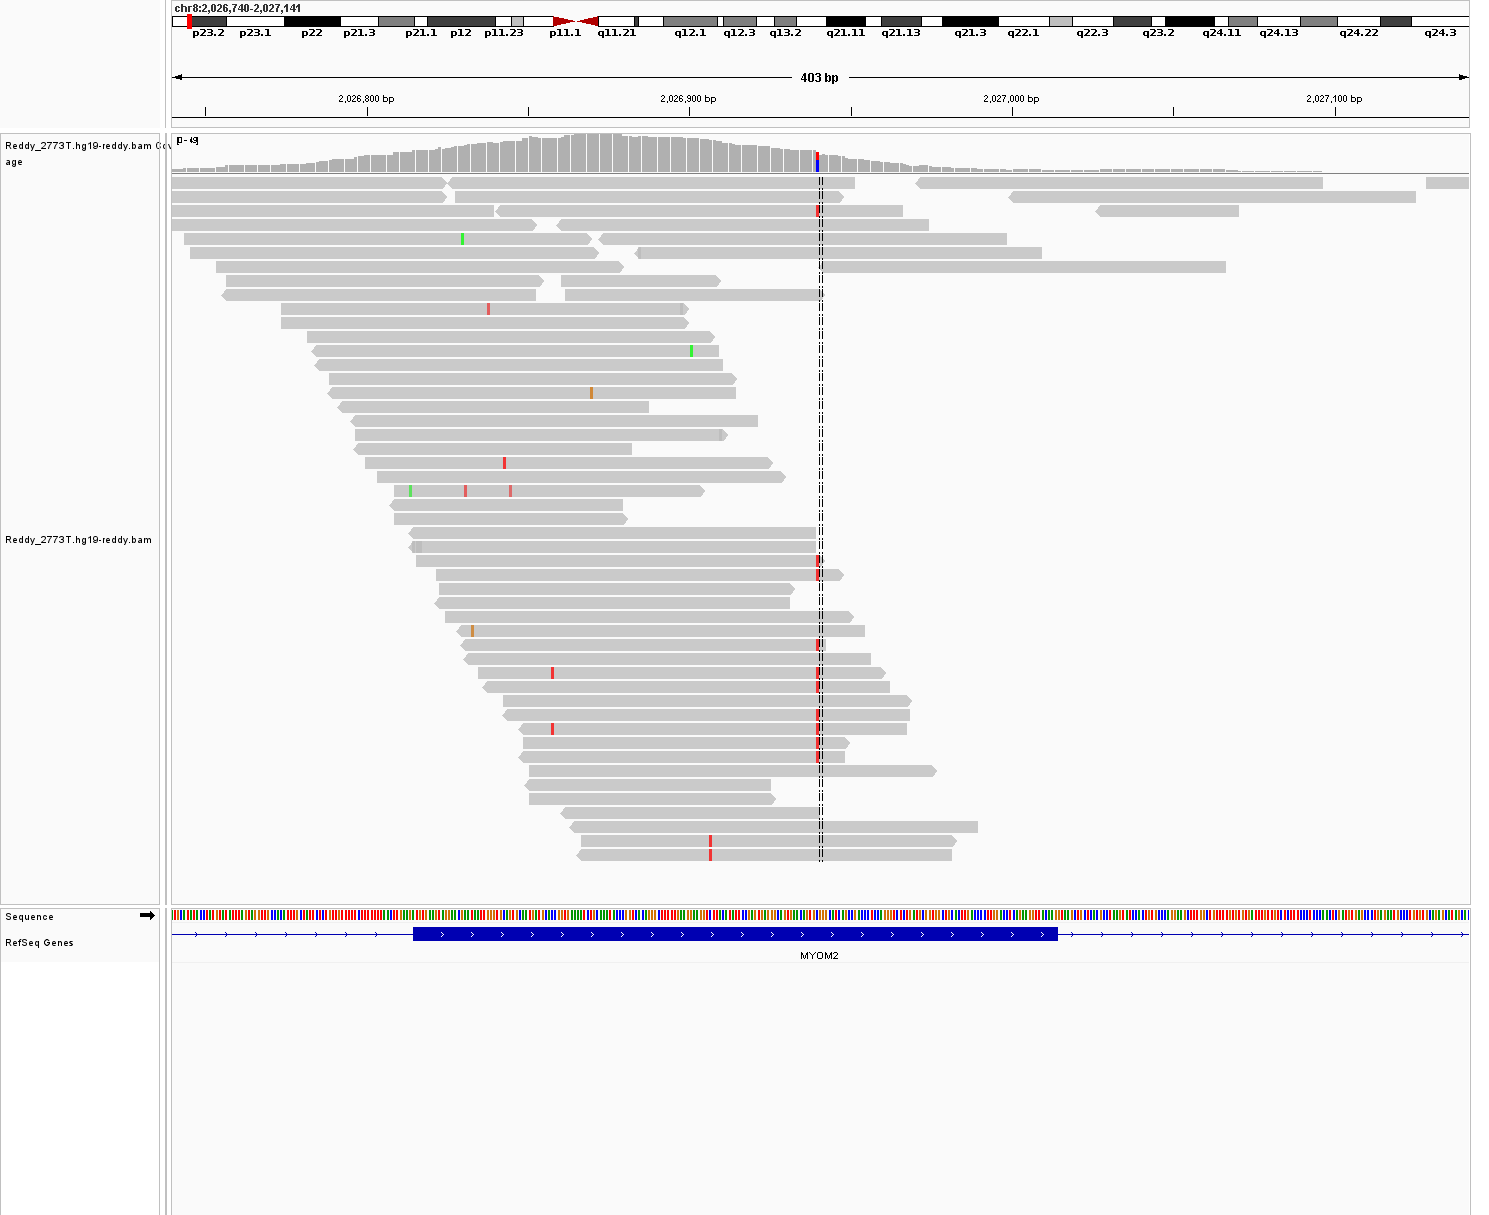 chr8:2,026,740-2,027,141
p23.2 p23.1 p22 p21.3 p21.1 p12 p11.23 p11.1 q11.21 q12.1 q12.3 q13.2 q21.11 q21.13 q21.3 q22.1 q22.3 q23.2 q24.11 q24.13 q24.22 q24.3
403 bp
2,026,800 bp 2,026,900 bp 2,027,000 bp 2,027,100 bp
Reddy_2773T.hg19-reddy.bam Cov
age
Reddy_2773T.hg19-reddy.bam
Sequence
RefSeq Genes
MYOM2